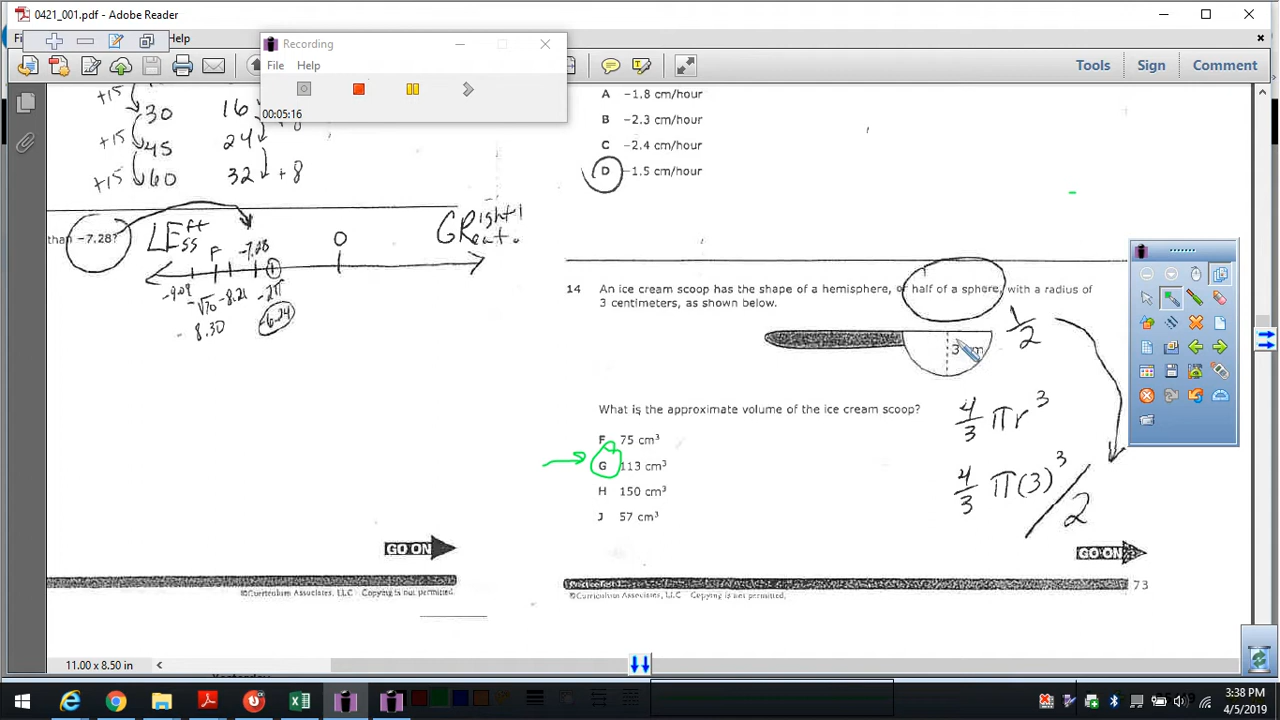 0421_001.pdf - Adobe Reader
Help
Recording
File Help
00:05:16
Tools Sign Comment
+15 30 16
+15 45 24
+15 60 32 +8
than -7.28?
LEft
ss
F -7.28 0
-9.09 -√70 -8.21 -2π
-8.30 -6.24
A −1.8 cm/hour
B −2.3 cm/hour
C −2.4 cm/hour
D −1.5 cm/hour
14 An ice cream scoop has the shape of a hemisphere, or half of a sphere, with a radius of
3 centimeters, as shown below.
1/2
What is the approximate volume of the ice cream scoop?
F 75 cm³
G 113 cm³
H 150 cm³
J 57 cm³
4/3 πr³
4/3 π(3)³/2
GO ON
GO ON
©Curriculum Associates, LLC Copying is not permitted.
©Curriculum Associates, LLC Copying is not permitted.
73
11.00 x 8.50 in
3:38 PM
4/5/2019